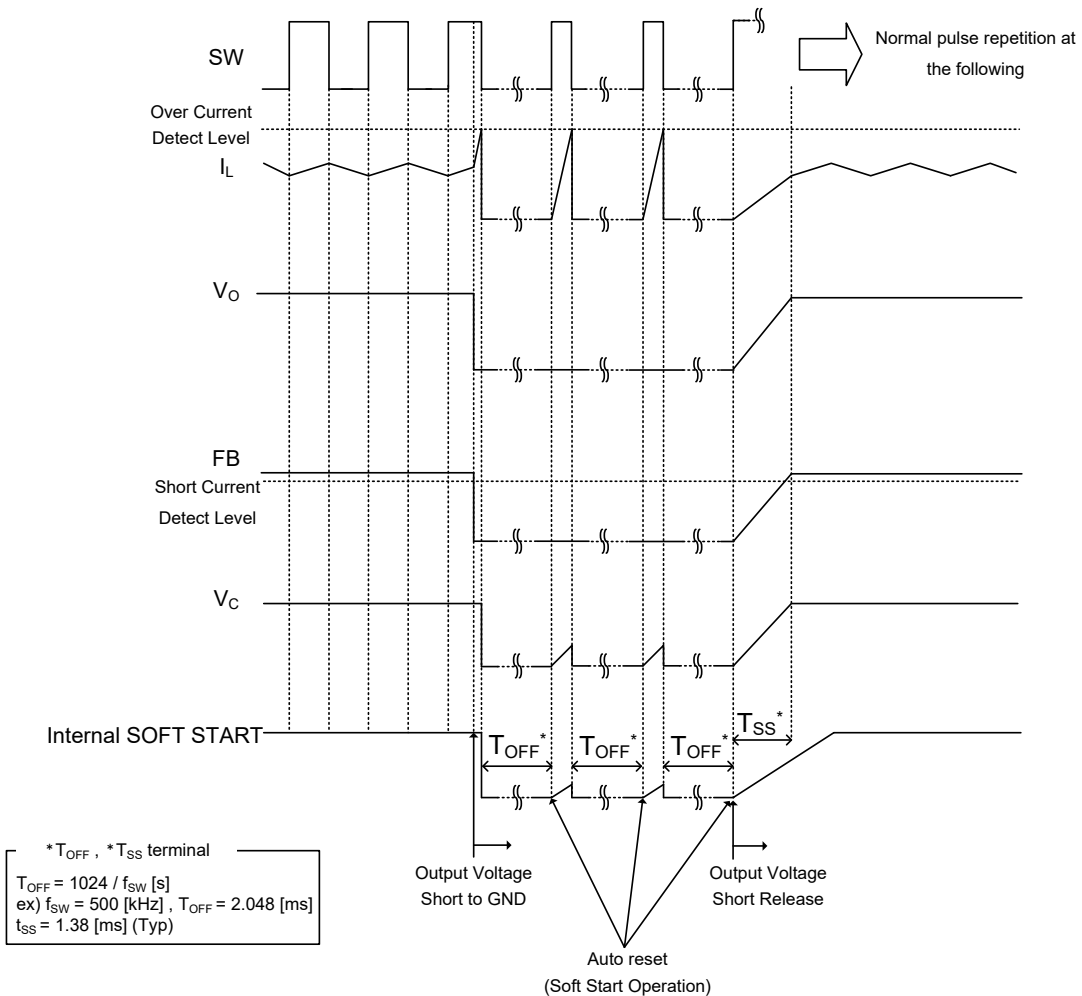 SW
Normal pulse repetition at
the following
Over Current
Detect Level
IL
VO
FB
Short Current
Detect Level
VC
Internal SOFT START
TOFF*
TOFF*
TOFF*
TSS*
*TOFF , *TSS terminal
TOFF = 1024 / fSW [s]
ex) fSW = 500 [kHz] , TOFF = 2.048 [ms]
tSS = 1.38 [ms] (Typ)
Output Voltage
Short to GND
Output Voltage
Short Release
Auto reset
(Soft Start Operation)